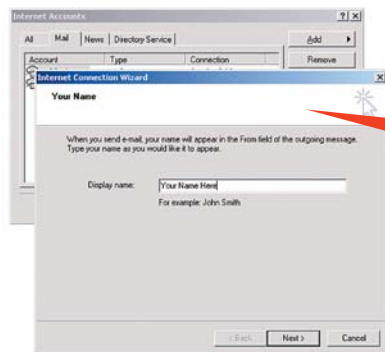 Internet Accounts
All Mail News Directory Service
Add
Account Type Connection
Remove
Internet Connection Wizard
Your Name
When you send e-mail, your name will appear in the From field of the outgoing message.
Type your name as you would like it to appear.
Display name: Your Name Here
For example: John Smith
< Back Next > Cancel